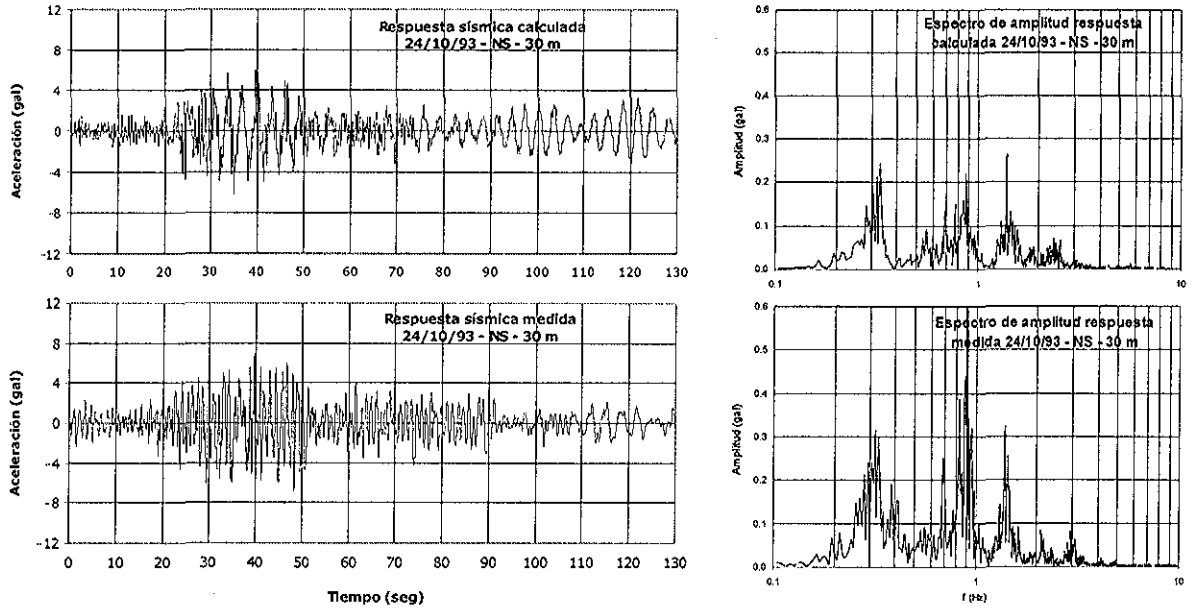 Respuesta sísmica calculada
24/10/93 - NS - 30 m
Aceleración (gal)
12
8
4
0
-4
-8
-12
0 10 20 30 40 50 60 70 80 90 100 110 120 130
Espectro de amplitud respuesta
calculada 24/10/93 - NS - 30 m
Amplitud (gal)
0.6
0.5
0.4
0.3
0.2
0.1
0.0
0.1 1 10
Respuesta sísmica medida
24/10/93 - NS - 30 m
Aceleración (gal)
12
8
4
0
-4
-8
-12
0 10 20 30 40 50 60 70 80 90 100 110 120 130
Tiempo (seg)
Espectro de amplitud respuesta
medida 24/10/93 - NS - 30 m
Amplitud (gal)
0.6
0.5
0.4
0.3
0.2
0.1
0.0
0.1 1 10
f (Hz)